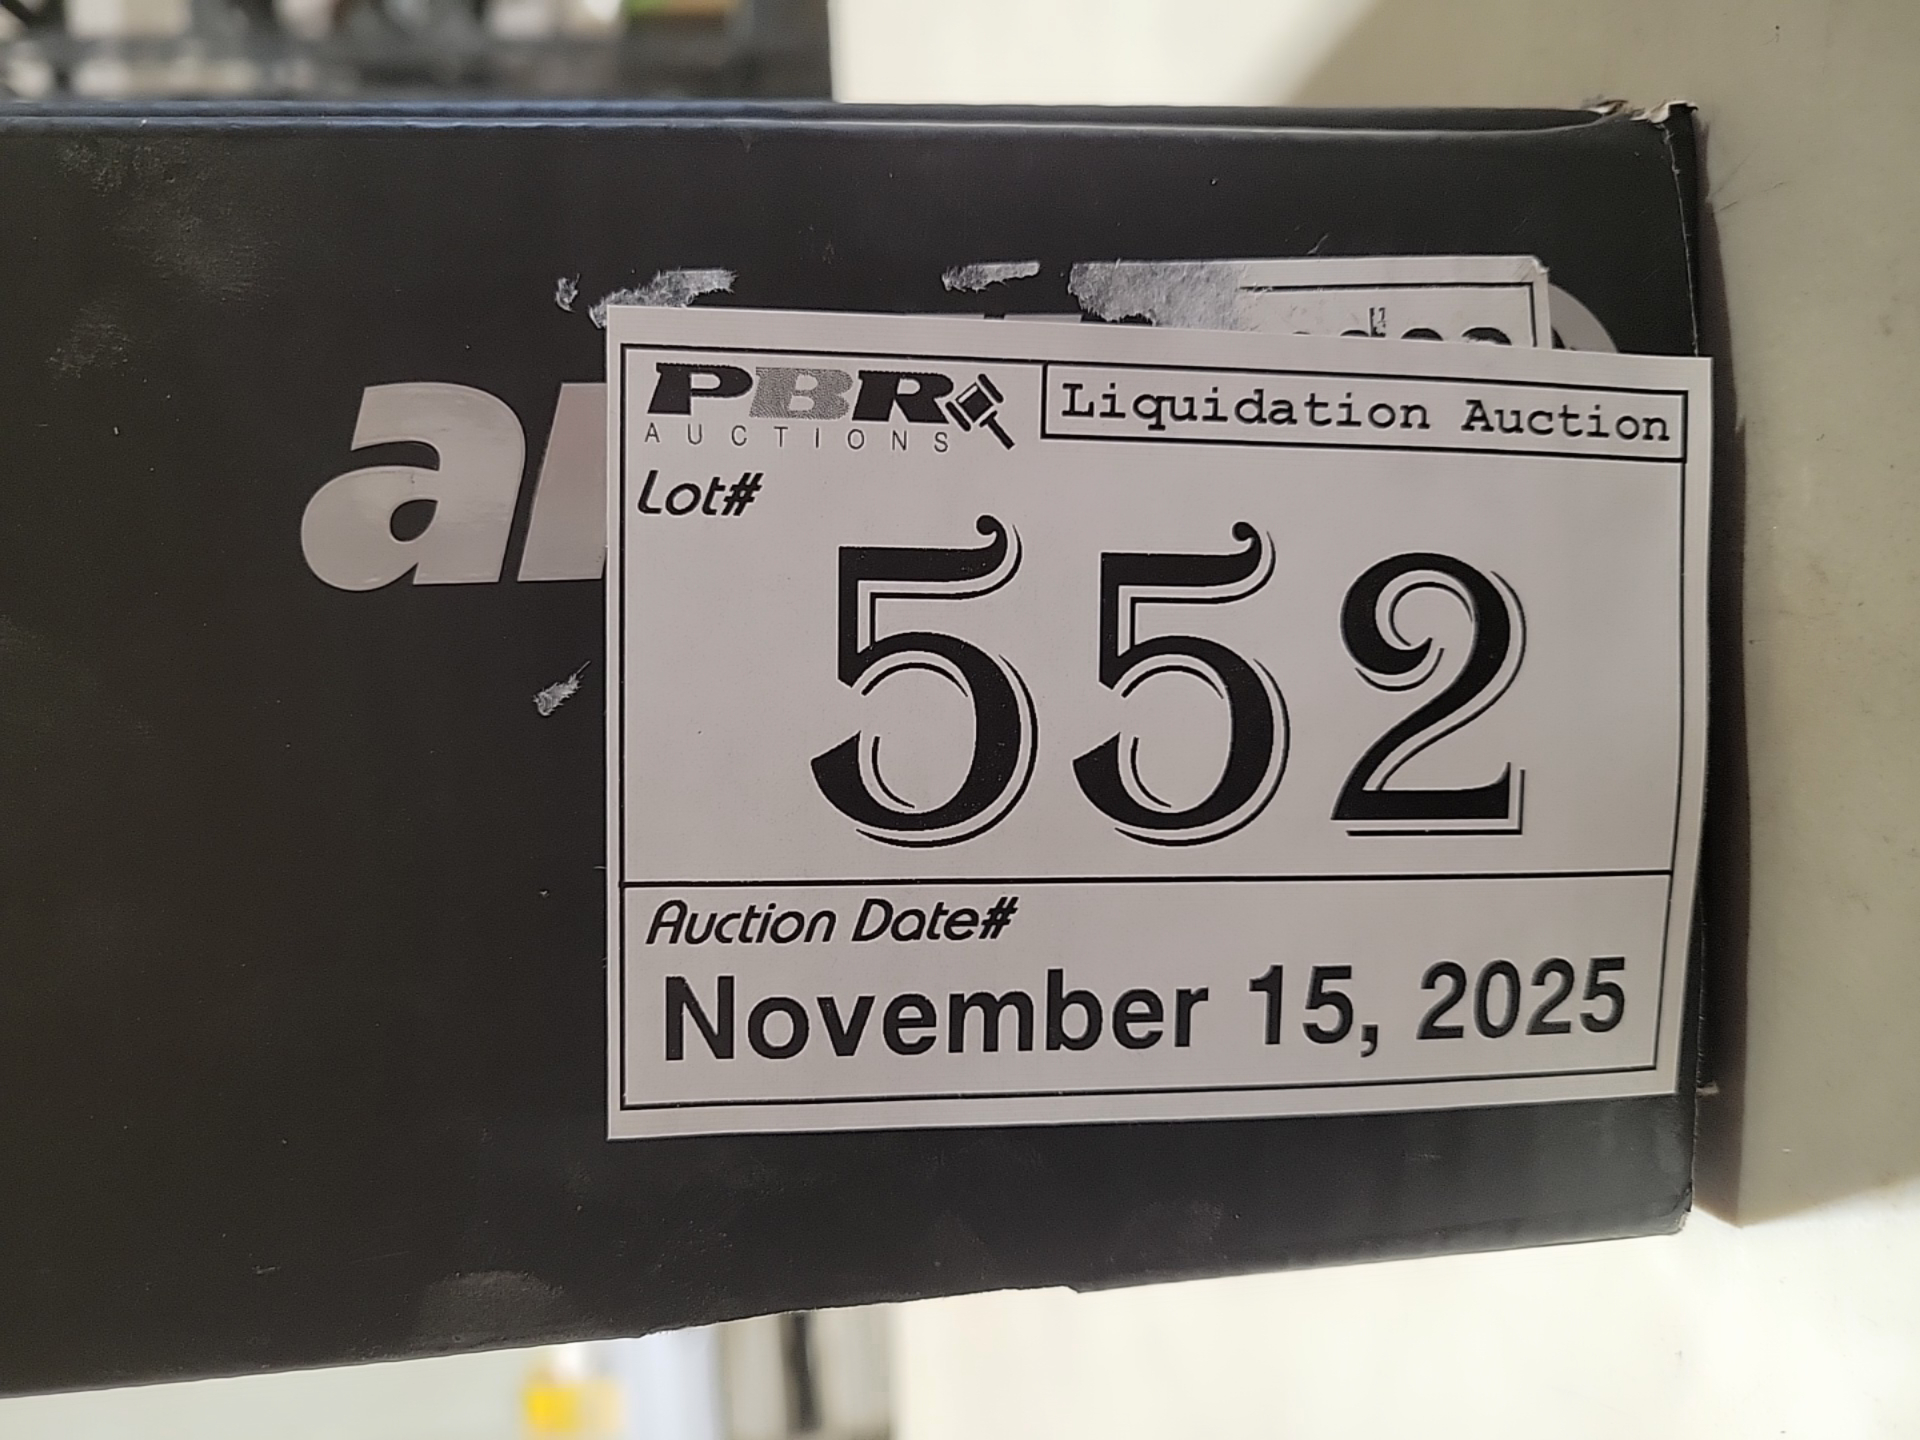 PBR
AUCTIONS
Liquidation Auction
Lot#
552
Auction Date#
November 15, 2025